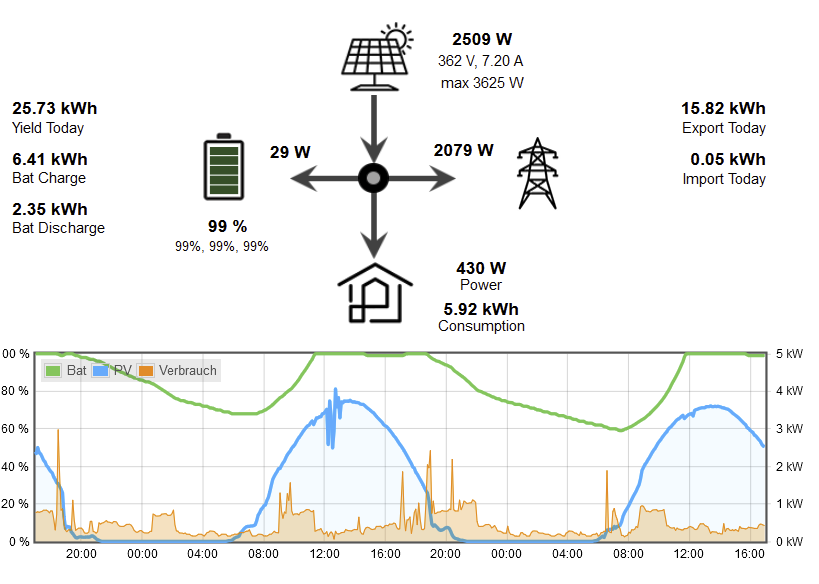 2509 W
362 V, 7.20 A
max 3625 W
25.73 kWh
Yield Today
6.41 kWh
Bat Charge
2.35 kWh
Bat Discharge
29 W
2079 W
15.82 kWh
Export Today
0.05 kWh
Import Today
99 %
99%, 99%, 99%
430 W
Power
5.92 kWh
Consumption
00 % 5 kW
Bat PV Verbrauch
80 % 4 kW
60 % 3 kW
40 % 2 kW
20 % 1 kW
0 % 0 kW
20:00 00:00 04:00 08:00 12:00 16:00 20:00 00:00 04:00 08:00 12:00 16:00